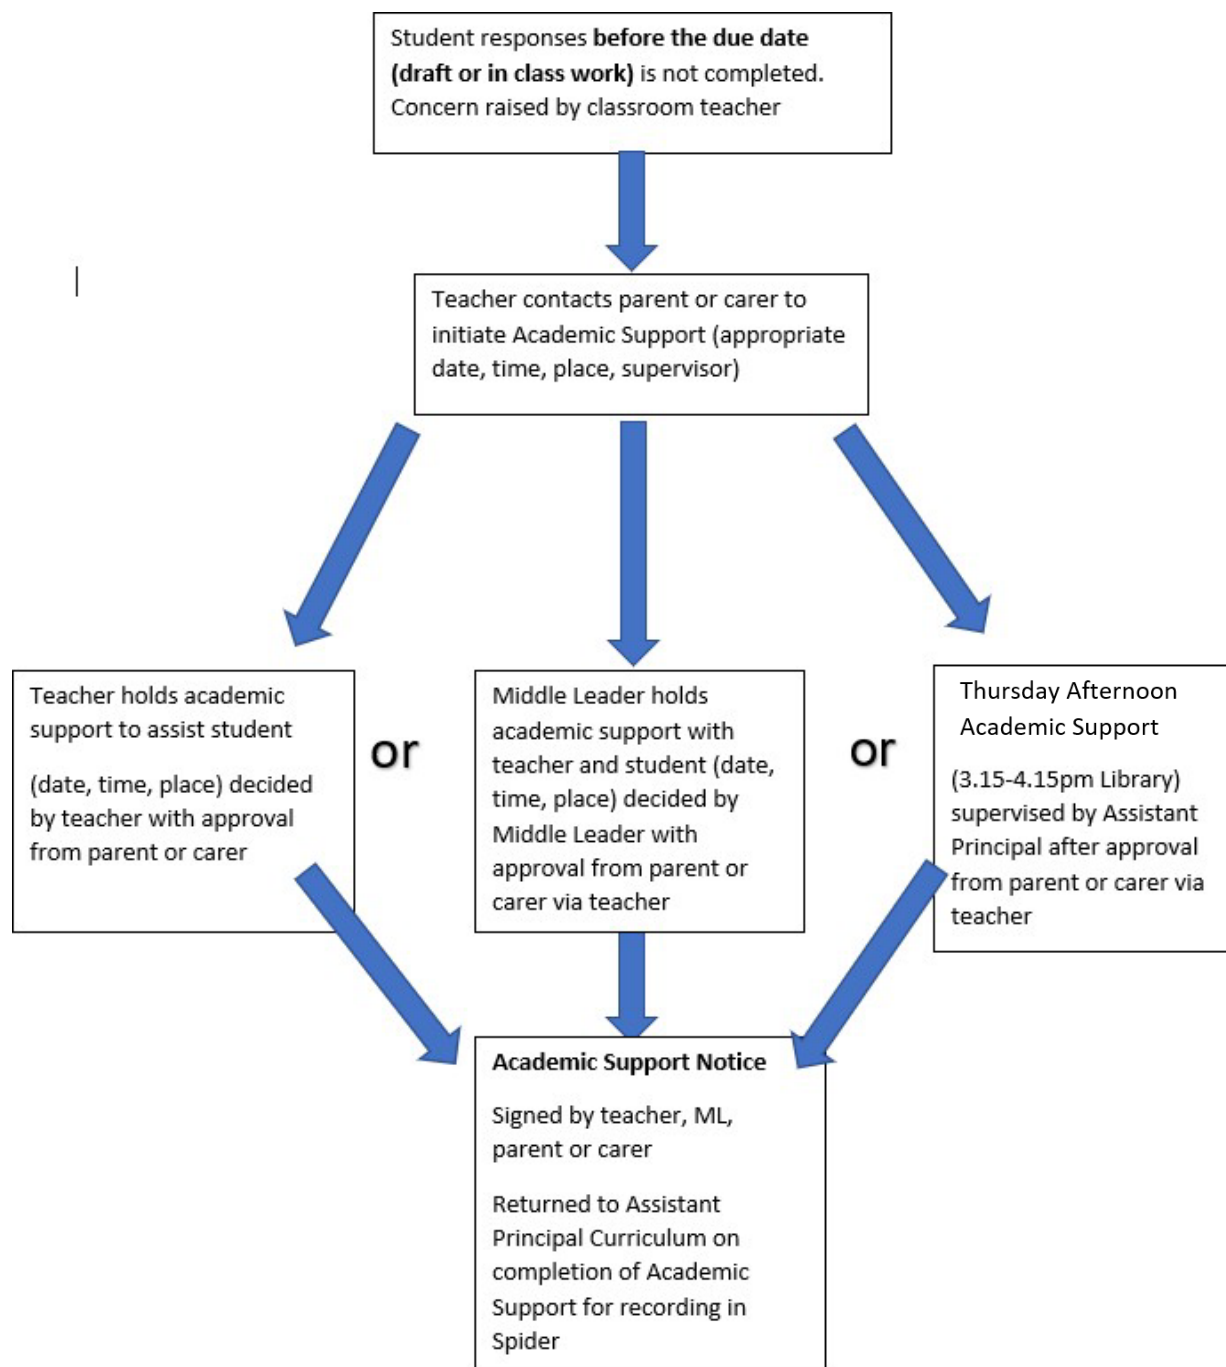 Student responses before the due date
(draft or in class work) is not completed.
Concern raised by classroom teacher
Teacher contacts parent or carer to
initiate Academic Support (appropriate
date, time, place, supervisor)
Teacher holds academic
support to assist student
(date, time, place) decided
by teacher with approval
from parent or carer
or
Middle Leader holds
academic support with
teacher and student (date,
time, place) decided by
Middle Leader with
approval from parent or
carer via teacher
or
Thursday Afternoon
Academic Support
(3.15-4.15pm Library)
supervised by Assistant
Principal after approval
from parent or carer via
teacher
Academic Support Notice
Signed by teacher, ML,
parent or carer
Returned to Assistant
Principal Curriculum on
completion of Academic
Support for recording in
Spider